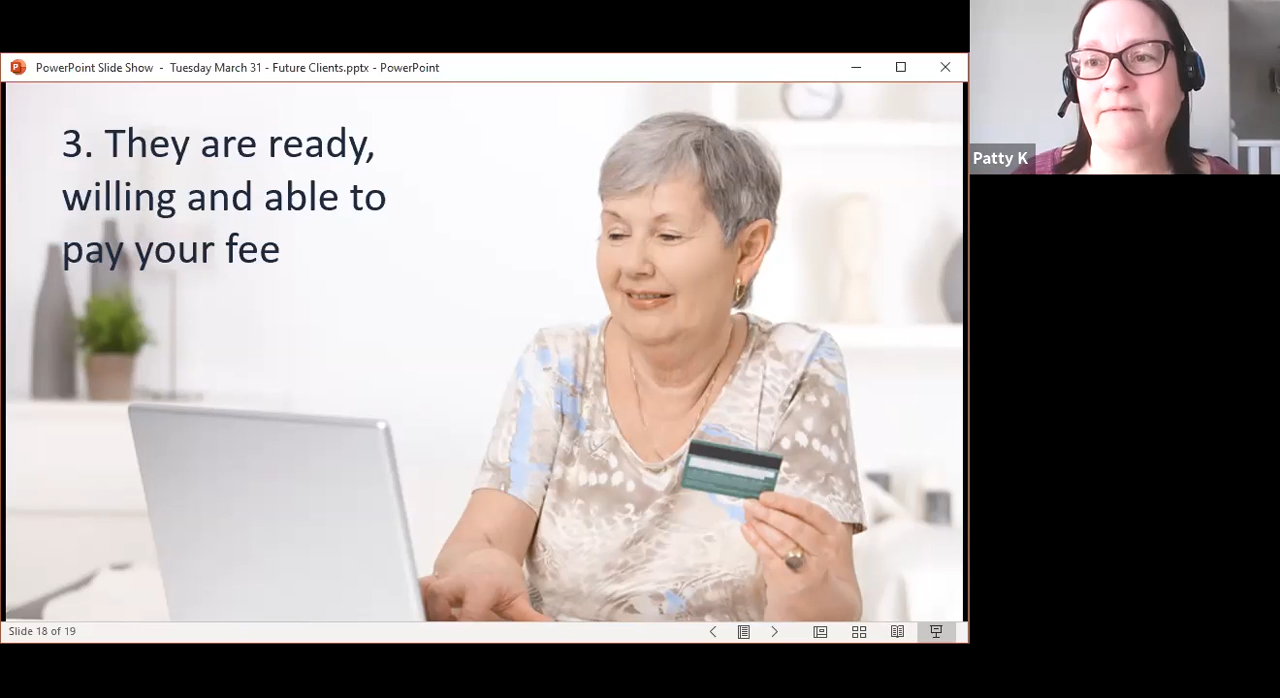 PowerPoint Slide Show - Tuesday March 31 - Future Clients.pptx - PowerPoint
3. They are ready,
willing and able to
pay your fee
Patty K
Slide 18 of 19